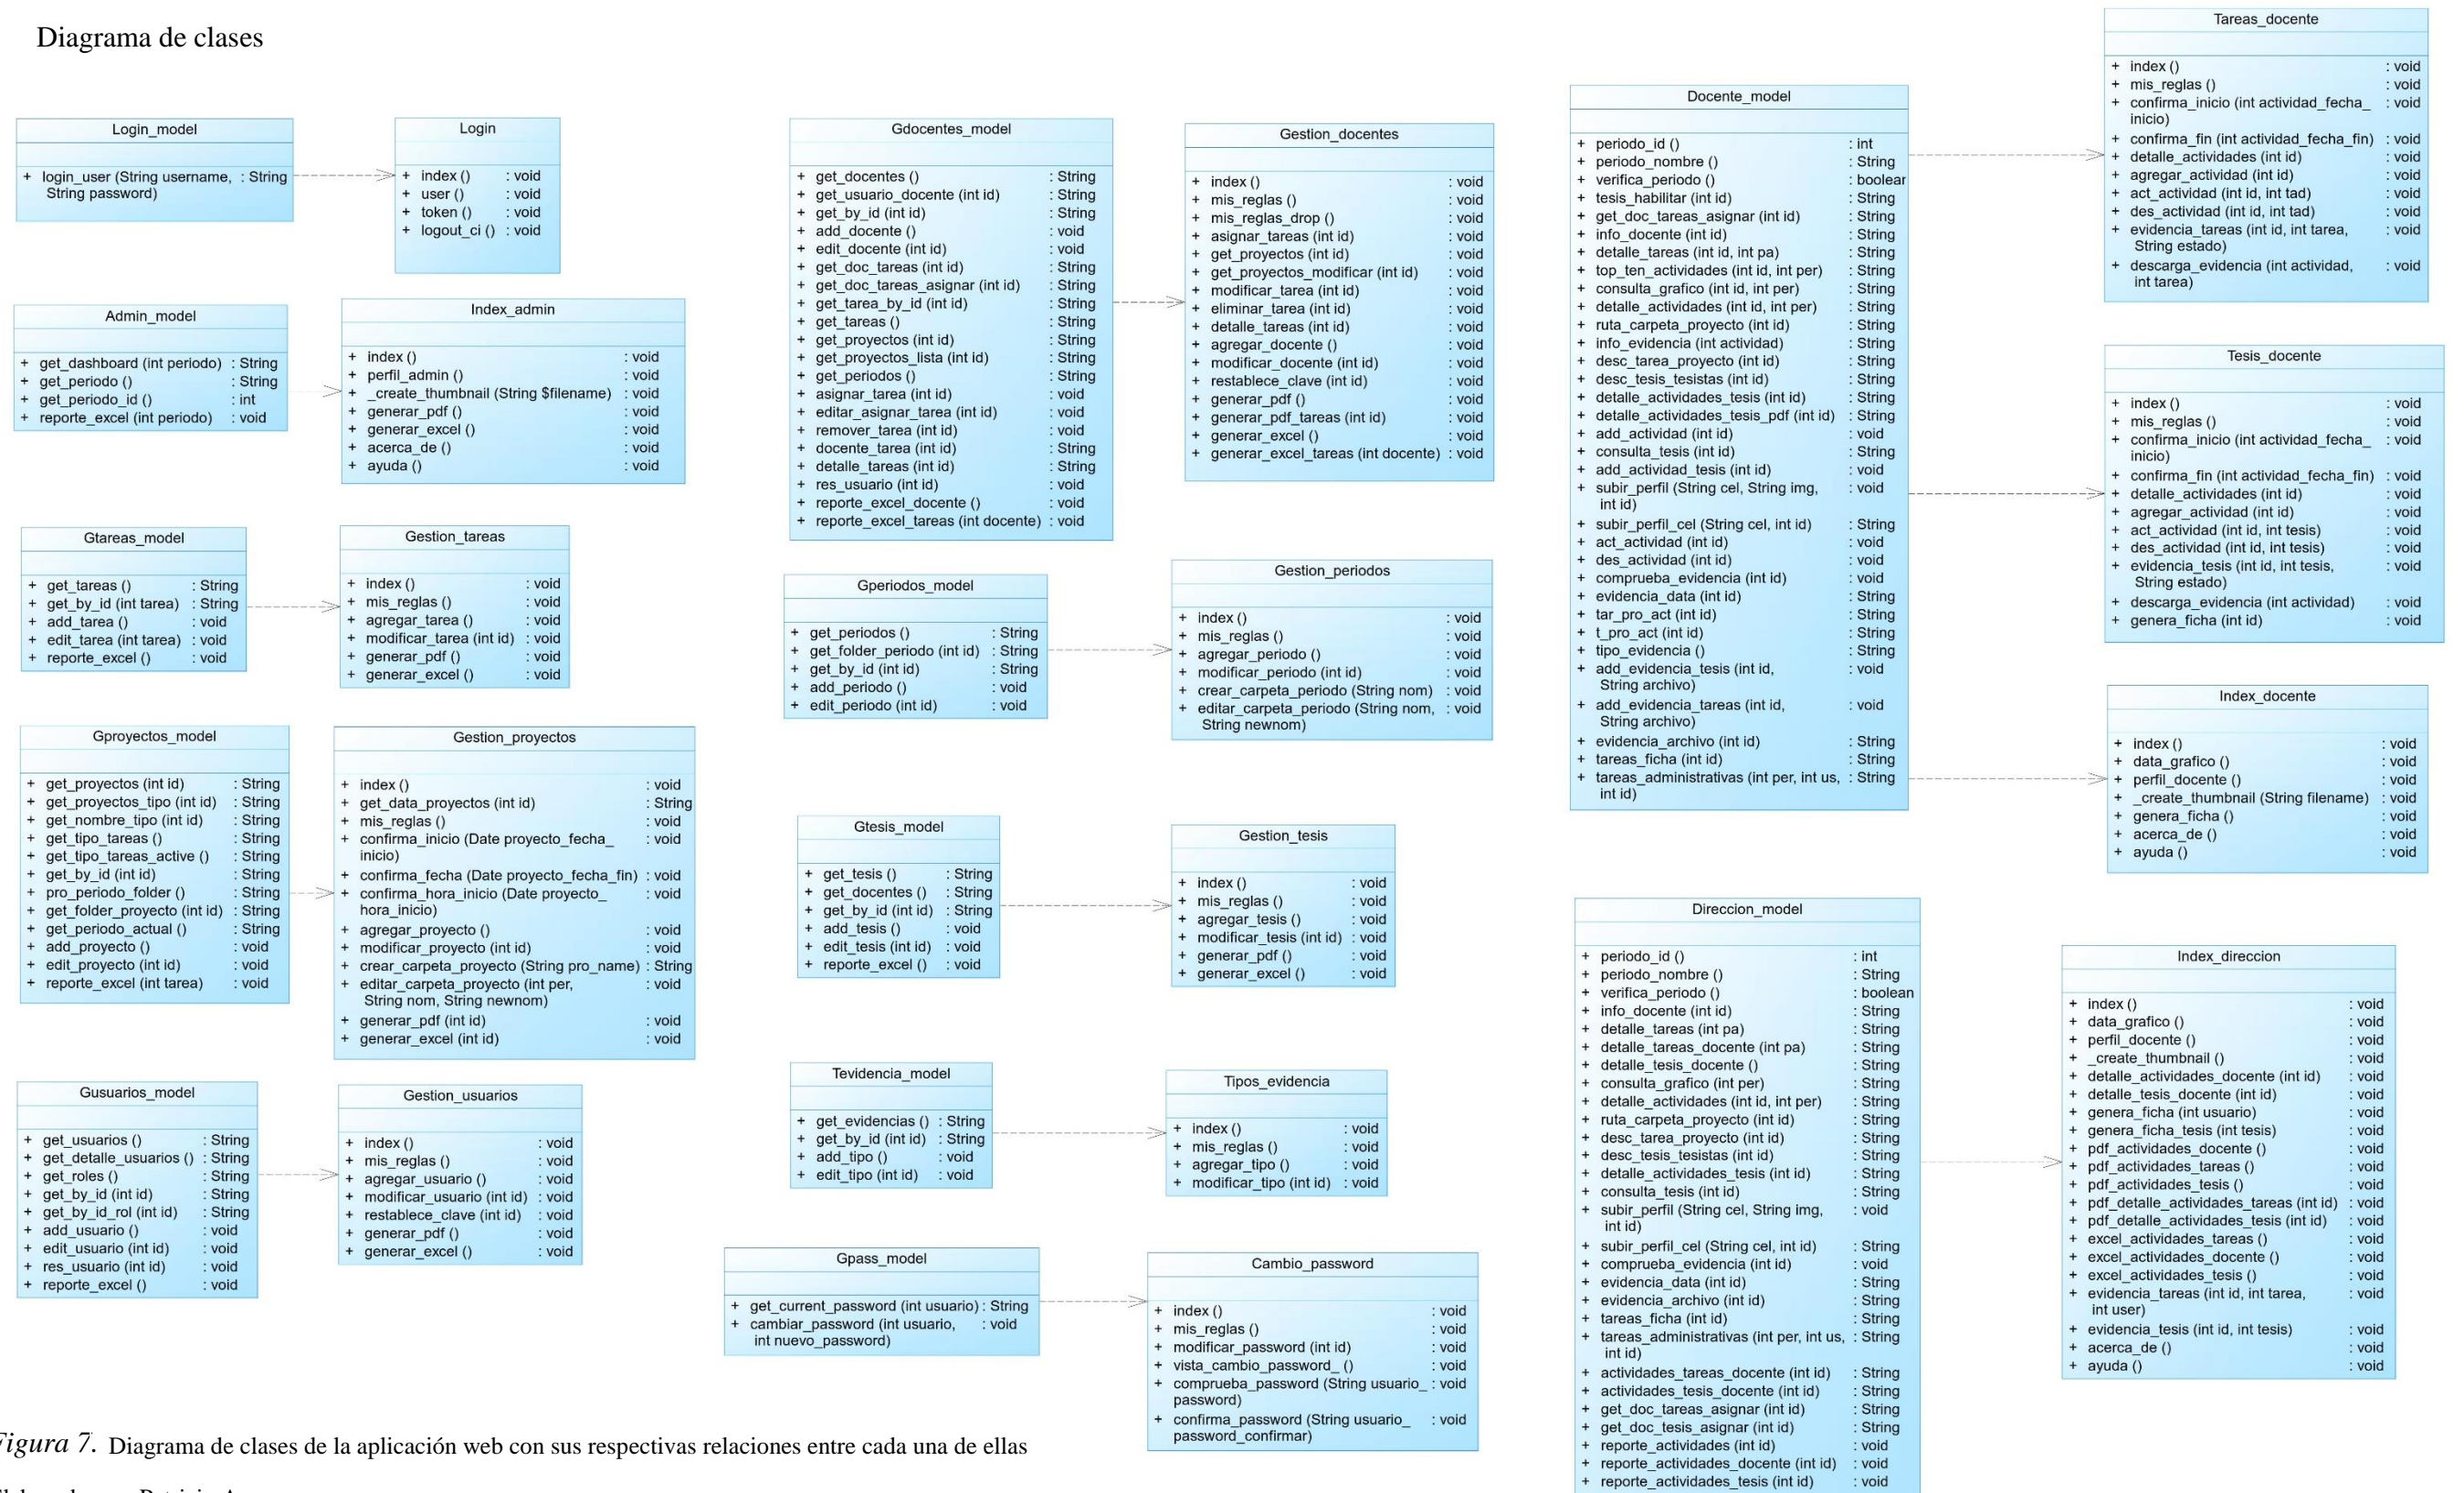 Diagrama de clases
Login_model
+ login_user (String username, : String
String password)
Login
+ index () : void
+ user () : void
+ token () : void
+ logout_ci () : void
Admin_model
+ get_dashboard (int periodo) : String
+ get_periodo () : String
+ get_periodo_id () : int
+ reporte_excel (int periodo) : void
Index_admin
+ index () : void
+ perfil_admin () : void
+ _create_thumbnail (String $filename) : void
+ generar_pdf () : void
+ generar_excel () : void
+ acerca_de () : void
+ ayuda () : void
Gtareas_model
+ get_tareas () : String
+ get_by_id (int tarea) : String
+ add_tarea () : void
+ edit_tarea (int tarea) : void
+ reporte_excel () : void
Gestion_tareas
+ index () : void
+ mis_reglas () : void
+ agregar_tarea () : void
+ modificar_tarea (int id) : void
+ generar_pdf () : void
+ generar_excel () : void
Gproyectos_model
+ get_proyectos (int id) : String
+ get_proyectos_tipo (int id) : String
+ get_nombre_tipo (int id) : String
+ get_tipo_tareas () : String
+ get_tipo_tareas_active () : String
+ get_by_id (int id) : String
+ pro_periodo_folder () : String
+ get_folder_proyecto (int id) : String
+ get_periodo_actual () : String
+ add_proyecto () : void
+ edit_proyecto (int id) : void
+ reporte_excel (int tarea) : void
Gestion_proyectos
+ index () : void
+ get_data_proyectos (int id) : String
+ mis_reglas () : void
+ confirma_inicio (Date proyecto_fecha_ : void
inicio)
+ confirma_fecha (Date proyecto_fecha_fin) : void
+ confirma_hora_inicio (Date proyecto_ : void
hora_inicio)
+ agregar_proyecto () : void
+ modificar_proyecto (int id) : void
+ crear_carpeta_proyecto (String pro_name) : String
+ editar_carpeta_proyecto (int per, : void
String nom, String newnom)
+ generar_pdf (int id) : void
+ generar_excel (int id) : void
Gusuarios_model
+ get_usuarios () : String
+ get_detalle_usuarios () : String
+ get_roles () : String
+ get_by_id (int id) : String
+ get_by_id_rol (int id) : String
+ add_usuario () : void
+ edit_usuario (int id) : void
+ res_usuario (int id) : void
+ reporte_excel () : void
Gestion_usuarios
+ index () : void
+ mis_reglas () : void
+ agregar_usuario () : void
+ modificar_usuario (int id) : void
+ restablece_clave (int id) : void
+ generar_pdf () : void
+ generar_excel () : void
Gdocentes_model
+ get_docentes () : String
+ get_usuario_docente (int id) : String
+ get_by_id (int id) : String
+ add_docente () : void
+ edit_docente (int id) : void
+ get_doc_tareas (int id) : String
+ get_doc_tareas_asignar (int id) : String
+ get_tarea_by_id (int id) : String
+ get_tareas () : String
+ get_proyectos (int id) : String
+ get_proyectos_lista (int id) : String
+ get_periodos () : String
+ asignar_tarea (int id) : void
+ editar_asignar_tarea (int id) : void
+ remover_tarea (int id) : void
+ docente_tarea (int id) : String
+ detalle_tareas (int id) : String
+ res_usuario (int id) : void
+ reporte_excel_docente () : void
+ reporte_excel_tareas (int docente) : void
Gestion_docentes
+ index () : void
+ mis_reglas () : void
+ mis_reglas_drop () : void
+ asignar_tareas (int id) : void
+ get_proyectos (int id) : void
+ get_proyectos_modificar (int id) : void
+ modificar_tarea (int id) : void
+ eliminar_tarea (int id) : void
+ detalle_tareas (int id) : void
+ agregar_docente () : void
+ modificar_docente (int id) : void
+ restablece_clave (int id) : void
+ generar_pdf () : void
+ generar_pdf_tareas (int id) : void
+ generar_excel () : void
+ generar_excel_tareas (int docente) : void
Gperiodos_model
+ get_periodos () : String
+ get_folder_periodo (int id) : String
+ get_by_id (int id) : String
+ add_periodo () : void
+ edit_periodo (int id) : void
Gestion_periodos
+ index () : void
+ mis_reglas () : void
+ agregar_periodo () : void
+ modificar_periodo (int id) : void
+ crear_carpeta_periodo (String nom) : void
+ editar_carpeta_periodo (String nom, : void
String newnom)
Gtesis_model
+ get_tesis () : String
+ get_docentes () : String
+ get_by_id (int id) : String
+ add_tesis () : void
+ edit_tesis (int id) : void
+ reporte_excel () : void
Gestion_tesis
+ index () : void
+ mis_reglas () : void
+ agregar_tesis () : void
+ modificar_tesis (int id) : void
+ generar_pdf () : void
+ generar_excel () : void
Tevidencia_model
+ get_evidencias () : String
+ get_by_id (int id) : String
+ add_tipo () : void
+ edit_tipo (int id) : void
Tipos_evidencia
+ index () : void
+ mis_reglas () : void
+ agregar_tipo () : void
+ modificar_tipo (int id) : void
Gpass_model
+ get_current_password (int usuario) : String
+ cambiar_password (int usuario, : void
int nuevo_password)
Cambio_password
+ index () : void
+ mis_reglas () : void
+ modificar_password (int id) : void
+ vista_cambio_password_ () : void
+ comprueba_password (String usuario_ : void
password)
+ confirma_password (String usuario_ : void
password_confirmar)
Docente_model
+ periodo_id () : int
+ periodo_nombre () : String
+ verifica_periodo () : boolear
+ tesis_habilitar (int id) : String
+ get_doc_tareas_asignar (int id) : String
+ info_docente (int id) : String
+ detalle_tareas (int id, int pa) : String
+ top_ten_actividades (int id, int per) : String
+ consulta_grafico (int id, int per) : String
+ detalle_actividades (int id, int per) : String
+ ruta_carpeta_proyecto (int id) : String
+ info_evidencia (int actividad) : String
+ desc_tarea_proyecto (int id) : String
+ desc_tesis_tesistas (int id) : String
+ detalle_actividades_tesis (int id) : String
+ detalle_actividades_tesis_pdf (int id) : String
+ add_actividad (int id) : void
+ consulta_tesis (int id) : String
+ add_actividad_tesis (int id) : void
+ subir_perfil (String cel, String img, : void
int id)
+ subir_perfil_cel (String cel, int id) : String
+ act_actividad (int id) : void
+ des_actividad (int id) : void
+ comprueba_evidencia (int id) : void
+ evidencia_data (int id) : String
+ tar_pro_act (int id) : String
+ t_pro_act (int id) : String
+ tipo_evidencia () : String
+ add_evidencia_tesis (int id, : void
String archivo)
+ add_evidencia_tareas (int id, : void
String archivo)
+ evidencia_archivo (int id) : String
+ tareas_ficha (int id) : String
+ tareas_administrativas (int per, int us, : String
int id)
Tareas_docente
+ index () : void
+ mis_reglas () : void
+ confirma_inicio (int actividad_fecha_ : void
inicio)
+ confirma_fin (int actividad_fecha_fin) : void
+ detalle_actividades (int id) : void
+ agregar_actividad (int id) : void
+ act_actividad (int id, int tad) : void
+ des_actividad (int id, int tad) : void
+ evidencia_tareas (int id, int tarea, : void
String estado)
+ descarga_evidencia (int actividad, : void
int tarea)
Tesis_docente
+ index () : void
+ mis_reglas () : void
+ confirma_inicio (int actividad_fecha_ : void
inicio)
+ confirma_fin (int actividad_fecha_fin) : void
+ detalle_actividades (int id) : void
+ agregar_actividad (int id) : void
+ act_actividad (int id, int tesis) : void
+ des_actividad (int id, int tesis) : void
+ evidencia_tesis (int id, int tesis, : void
String estado)
+ descarga_evidencia (int actividad) : void
+ genera_ficha (int id) : void
Index_docente
+ index () : void
+ data_grafico () : void
+ perfil_docente () : void
+ _create_thumbnail (String filename) : void
+ genera_ficha () : void
+ acerca_de () : void
+ ayuda () : void
Direccion_model
+ periodo_id () : int
+ periodo_nombre () : String
+ verifica_periodo () : boolean
+ info_docente (int id) : String
+ detalle_tareas (int pa) : String
+ detalle_tareas_docente (int pa) : String
+ detalle_tesis_docente () : String
+ consulta_grafico (int per) : String
+ detalle_actividades (int id, int per) : String
+ ruta_carpeta_proyecto (int id) : String
+ desc_tarea_proyecto (int id) : String
+ desc_tesis_tesistas (int id) : String
+ detalle_actividades_tesis (int id) : String
+ consulta_tesis (int id) : String
+ subir_perfil (String cel, String img, : void
int id)
+ subir_perfil_cel (String cel, int id) : String
+ comprueba_evidencia (int id) : void
+ evidencia_data (int id) : String
+ evidencia_archivo (int id) : String
+ tareas_ficha (int id) : String
+ tareas_administrativas (int per, int us, : String
int id)
+ actividades_tareas_docente (int id) : String
+ actividades_tesis_docente (int id) : String
+ get_doc_tareas_asignar (int id) : String
+ get_doc_tesis_asignar (int id) : String
+ reporte_actividades (int id) : void
+ reporte_actividades_docente (int id) : void
+ reporte_actividades_tesis (int id) : void
Index_direccion
+ index () : void
+ data_grafico () : void
+ perfil_docente () : void
+ _create_thumbnail () : void
+ detalle_actividades_docente (int id) : void
+ detalle_tesis_docente (int id) : void
+ genera_ficha (int usuario) : void
+ genera_ficha_tesis (int tesis) : void
+ pdf_actividades_docente () : void
+ pdf_actividades_tareas () : void
+ pdf_actividades_tesis () : void
+ pdf_detalle_actividades_tareas (int id) : void
+ pdf_detalle_actividades_tesis (int id) : void
+ excel_actividades_tareas () : void
+ excel_actividades_docente () : void
+ excel_actividades_tesis () : void
+ evidencia_tareas (int id, int tarea, : void
int user)
+ evidencia_tesis (int id, int tesis) : void
+ acerca_de () : void
+ ayuda () : void
Figura 7. Diagrama de clases de la aplicación web con sus respectivas relaciones entre cada una de ellas